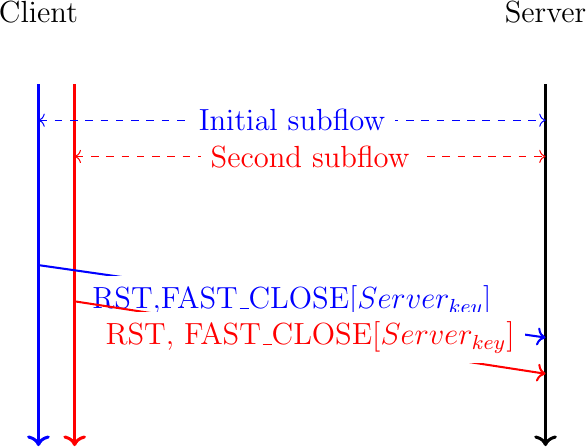 Client Server
Initial subflow
Second subflow
RST,FAST_CLOSE[Server_key]
RST, FAST_CLOSE[Server_key]